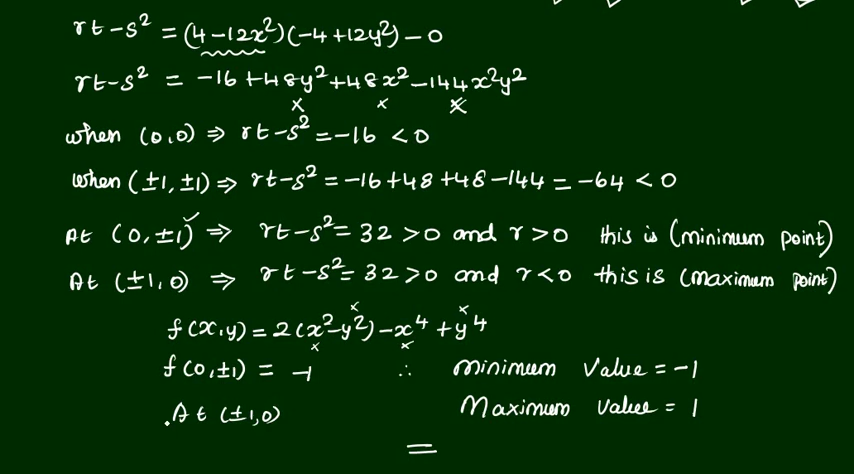 rt-s² = (4-12x²)(-4+12y²)-0
rt-s² = -16+48y²+48x²-144x²y²
when (0,0) ⇒ rt-s² = -16 < 0
when (±1,±1) ⇒ rt-s² = -16+48+48-144 = -64 < 0
At (0,±1) ⇒ rt-s² = 32 > 0 and r > 0 this is (minimum point)
At (±1,0) ⇒ rt-s² = 32 > 0 and r < 0 this is (maximum point)
f(x,y) = 2(x²-y²)-x⁴+y⁴
f(0,±1) = -1 ∴ minimum value = -1
At (±1,0) Maximum value = 1